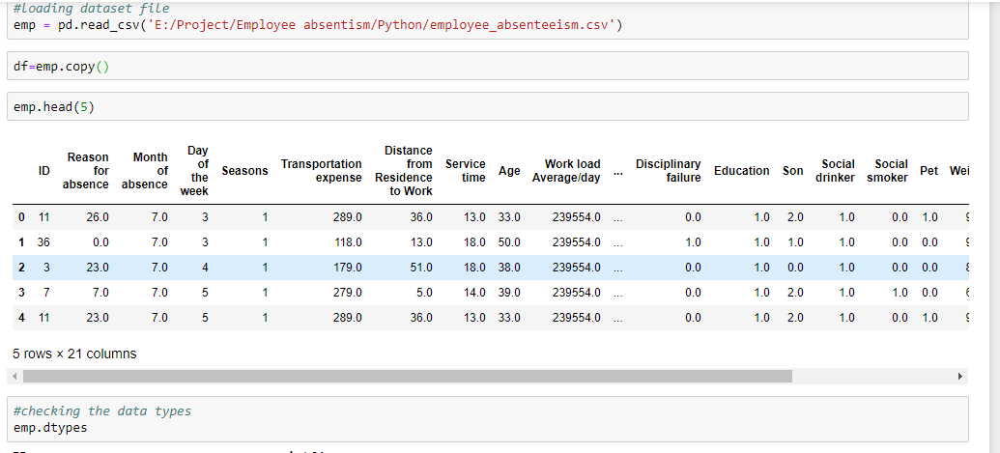 #loading dataset file
emp = pd.read_csv('E:/Project/Employee absentism/Python/employee_absenteeism.csv')
df=emp.copy()
emp.head(5)
ID Reason for absence Month of absence Day of the week Seasons Transportation expense Distance from Residence to Work Service time Age Work load Average/day ... Disciplinary failure Education Son Social drinker Social smoker Pet Wei
0 11 26.0 7.0 3 1 289.0 36.0 13.0 33.0 239554.0 ... 0.0 1.0 2.0 1.0 0.0 1.0
1 36 0.0 7.0 3 1 118.0 13.0 18.0 50.0 239554.0 ... 1.0 1.0 1.0 1.0 0.0 0.0
2 3 23.0 7.0 4 1 179.0 51.0 18.0 38.0 239554.0 ... 0.0 1.0 0.0 1.0 0.0 0.0
3 7 7.0 7.0 5 1 279.0 5.0 14.0 39.0 239554.0 ... 0.0 1.0 2.0 1.0 1.0 0.0
4 11 23.0 7.0 5 1 289.0 36.0 13.0 33.0 239554.0 ... 0.0 1.0 2.0 1.0 0.0 1.0
5 rows × 21 columns
#checking the data types
emp.dtypes